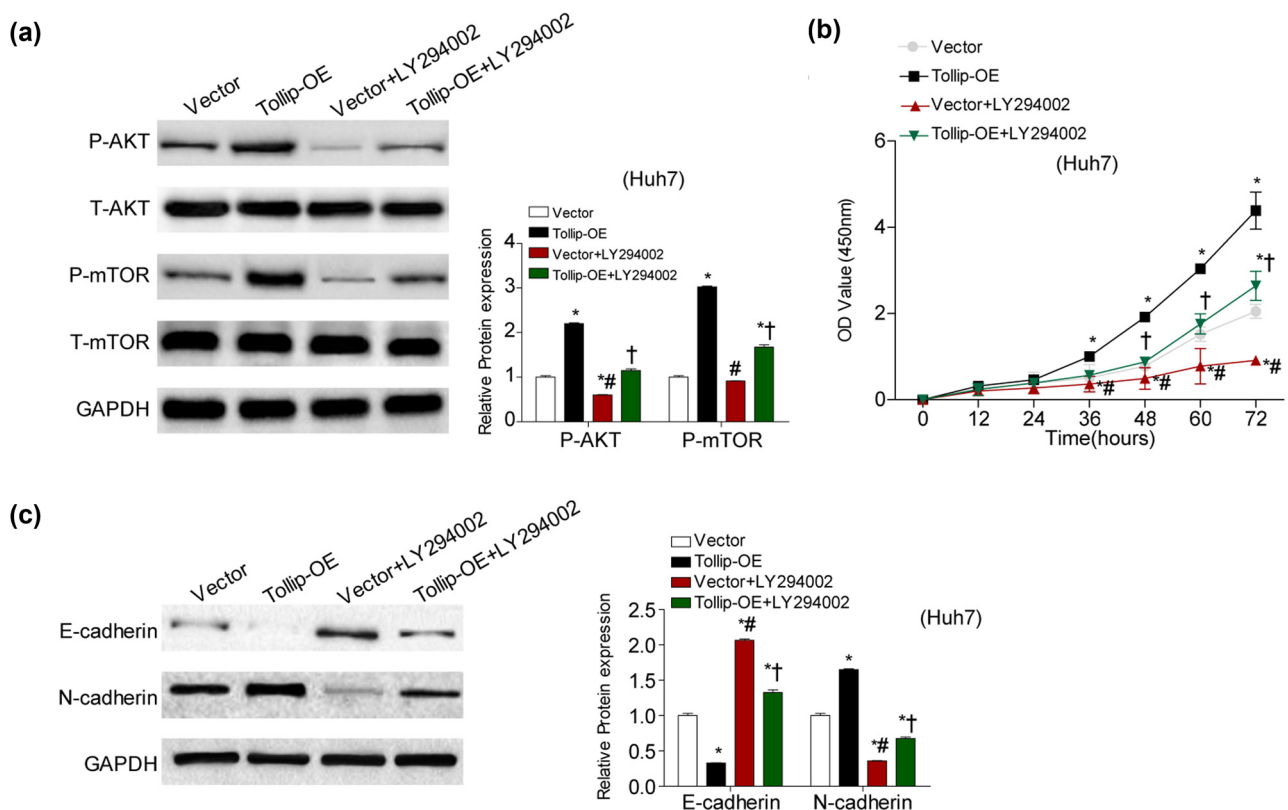 (a)
Vector
Tollip-OE
Vector+LY294002
Tollip-OE+LY294002
P-AKT
T-AKT
P-mTOR
T-mTOR
GAPDH
(Huh7)
Vector
Tollip-OE
Vector+LY294002
Tollip-OE+LY294002
Relative Protein expression
4
3
2
1
0
*
*#
†
*
#
*†
P-AKT
P-mTOR
(b)
Vector
Tollip-OE
Vector+LY294002
Tollip-OE+LY294002
(Huh7)
OD Value (450nm)
6
4
2
0
*
*
*
*
†
†
*†
*#
*#
*#
*#
0 12 24 36 48 60 72
Time(hours)
(c)
Vector
Tollip-OE
Vector+LY294002
Tollip-OE+LY294002
E-cadherin
N-cadherin
GAPDH
Vector
Tollip-OE
Vector+LY294002
Tollip-OE+LY294002
(Huh7)
Relative Protein expression
2.5
2.0
1.5
1.0
0.5
0.0
*
*#
*†
*
*#
*†
E-cadherin
N-cadherin